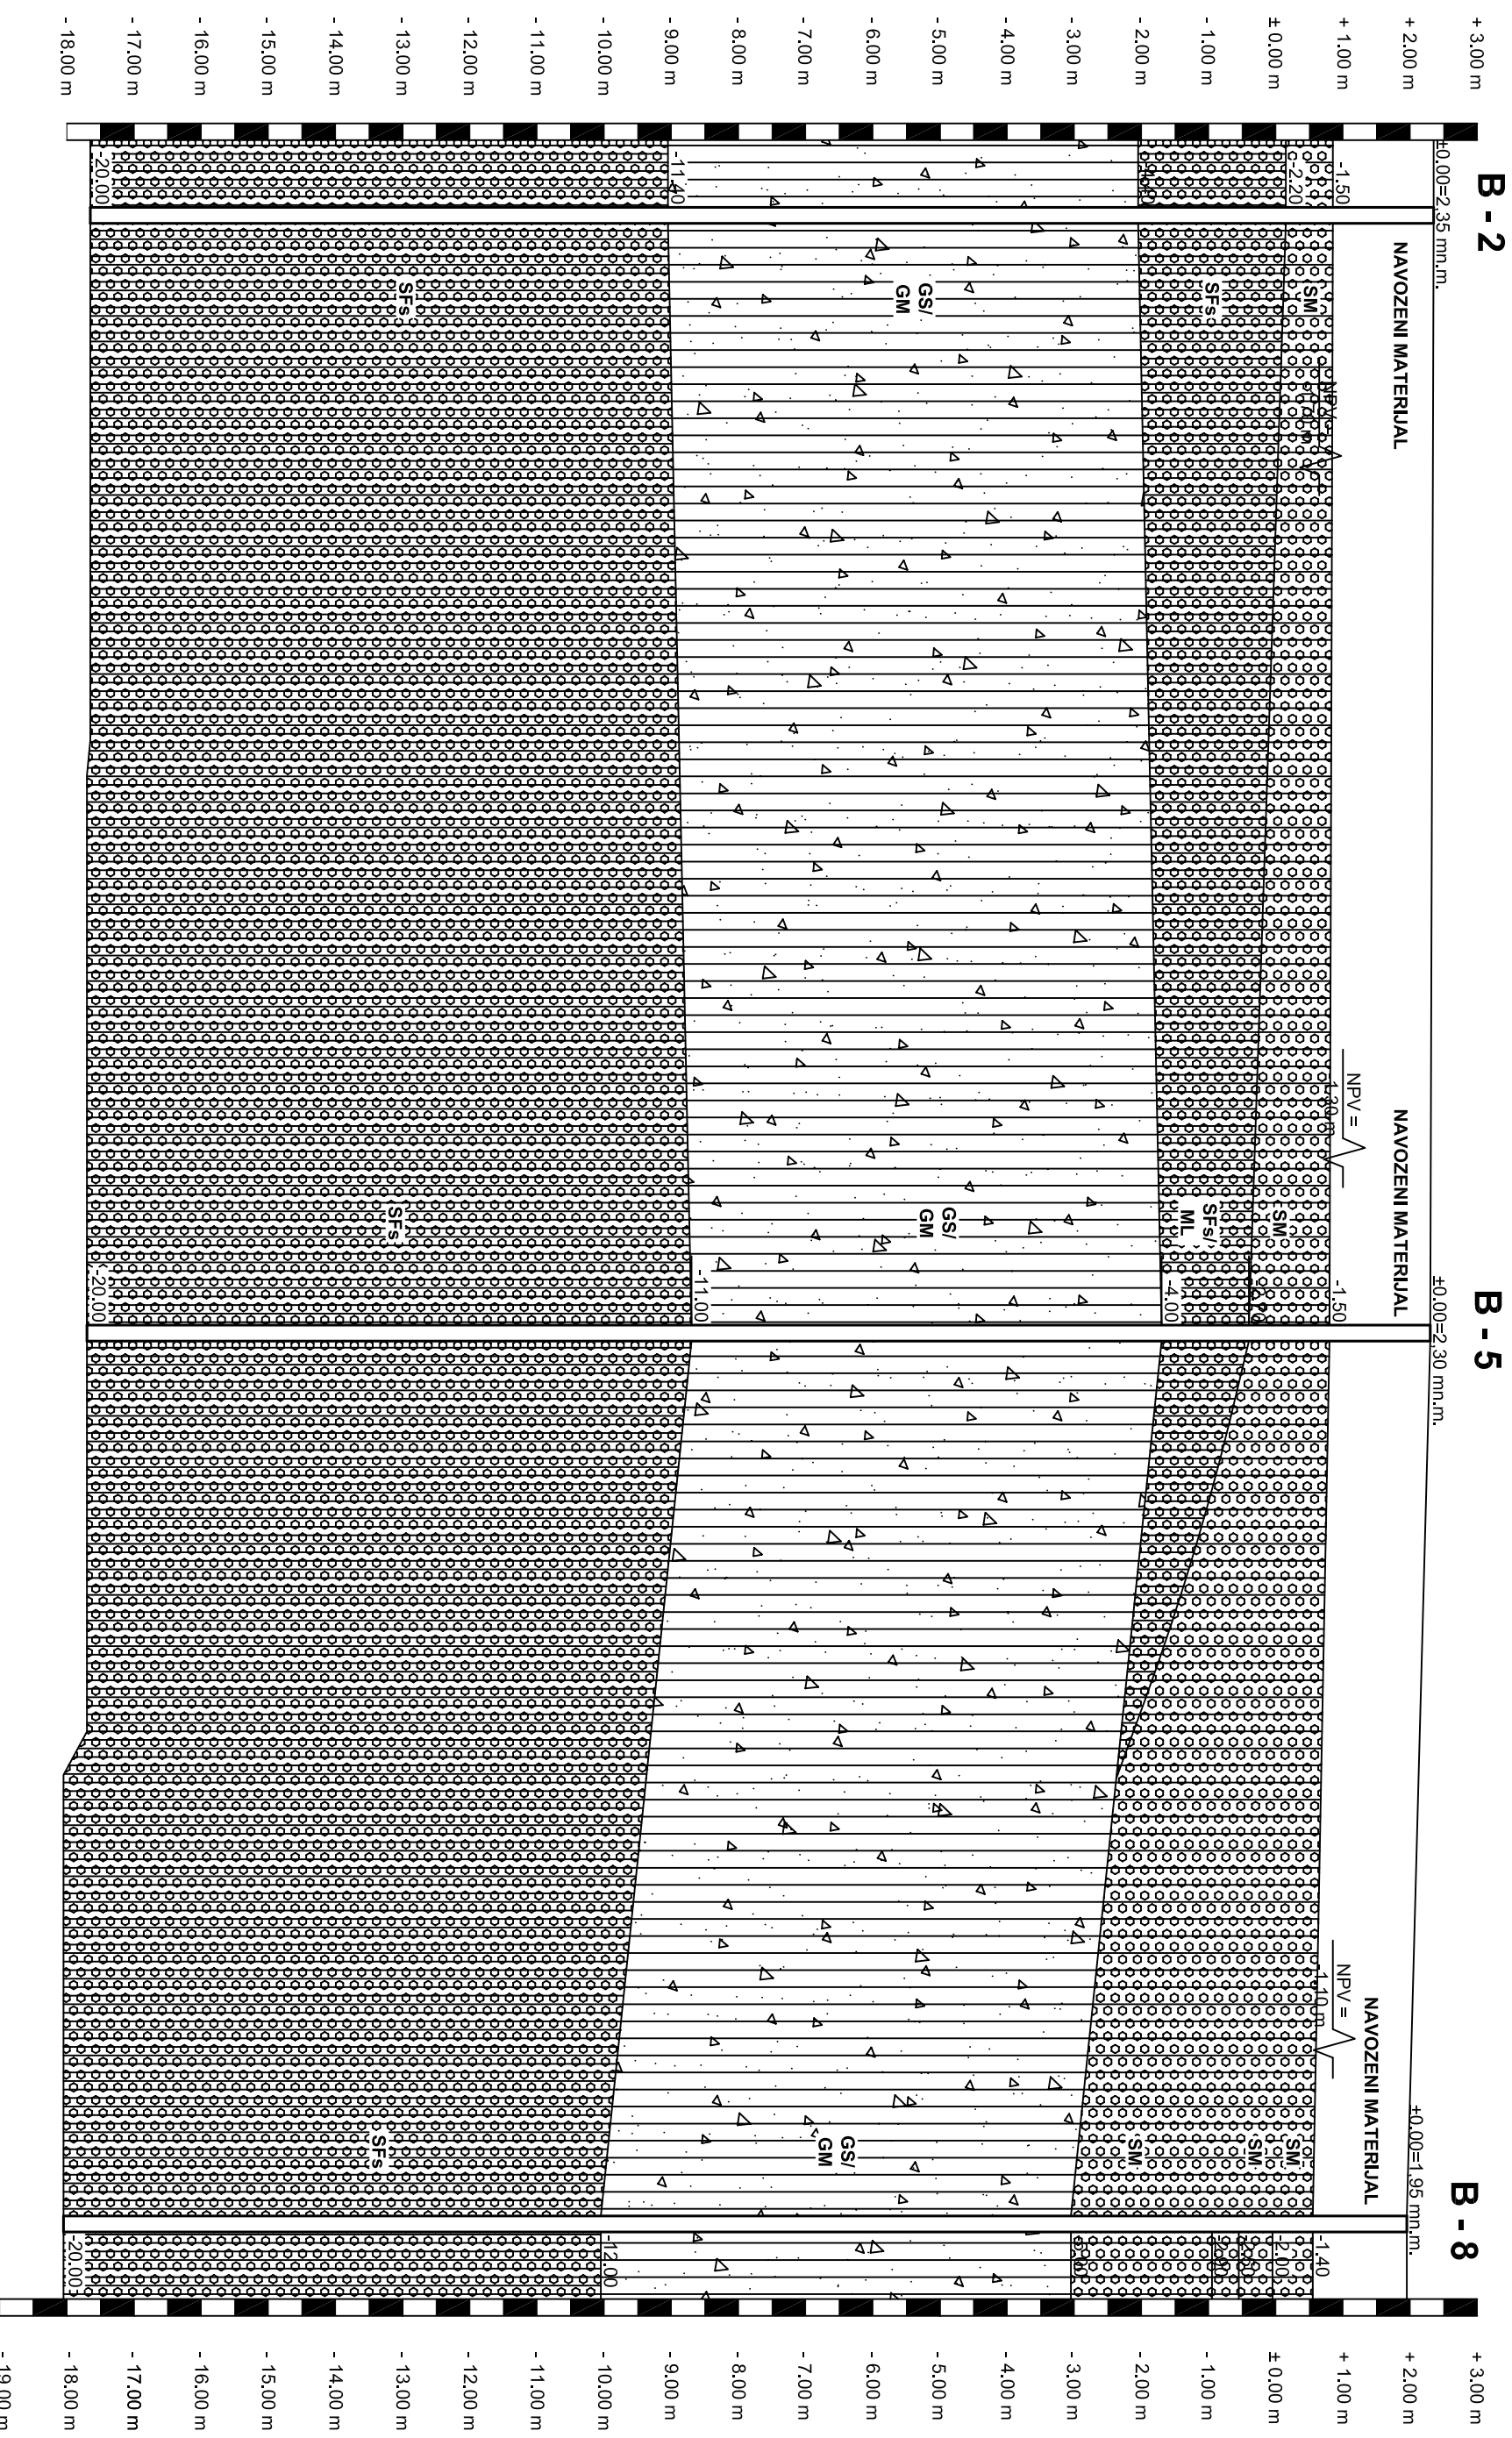 B - 2
B - 5
B - 8
±0.00=2,35 mn.m.
±0.00=2,30 mn.m.
±0.00=1,95 mn.m.
+ 3.00 m
+ 2.00 m
+ 1.00 m
± 0.00 m
- 1.00 m
- 2.00 m
- 3.00 m
- 4.00 m
- 5.00 m
- 6.00 m
- 7.00 m
- 8.00 m
- 9.00 m
- 10.00 m
- 11.00 m
- 12.00 m
- 13.00 m
- 14.00 m
- 15.00 m
- 16.00 m
- 17.00 m
- 18.00 m
NAVOZENI MATERIJAL
-1.50
SM
-2.20
NPV =
SFs
-4.40
GS/
GM
-11.40
SFs
-20.00
NAVOZENI MATERIJAL
NPV =
-1.30 m
-1.50
SM
SFs/
ML
-4.00
GS/
GM
-11.00
SFs
-20.00
NAVOZENI MATERIJAL
NPV =
-1.10 m
-1.40
SM
-2.00
SM
SM
GS/
GM
-12.00
SFs
-20.00
+ 3.00 m
+ 2.00 m
+ 1.00 m
± 0.00 m
- 1.00 m
- 2.00 m
- 3.00 m
- 4.00 m
- 5.00 m
- 6.00 m
- 7.00 m
- 8.00 m
- 9.00 m
- 10.00 m
- 11.00 m
- 12.00 m
- 13.00 m
- 14.00 m
- 15.00 m
- 16.00 m
- 17.00 m
- 18.00 m
- 19.00 m